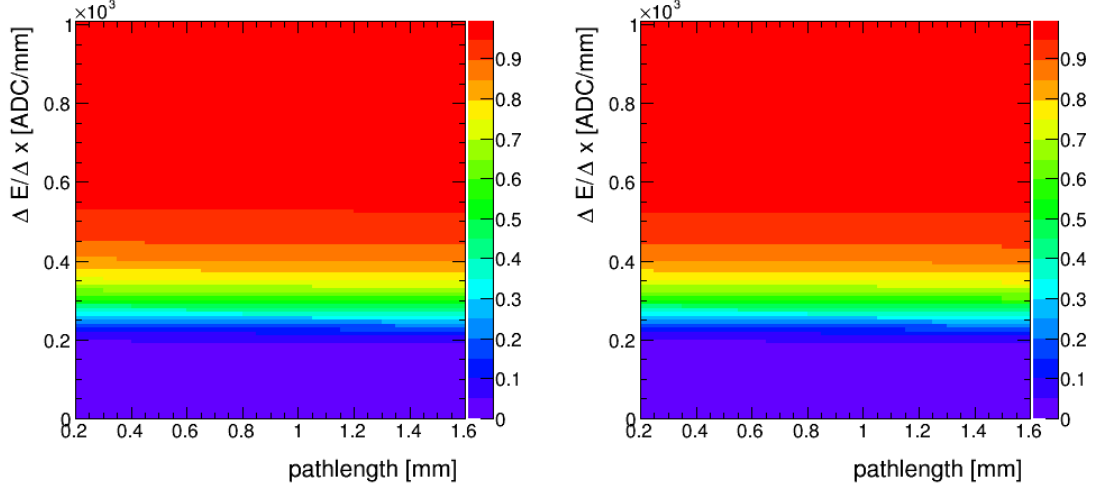 ×10³ ×10³
1 1
0.9 0.9
0.8 0.8 0.8 0.8
0.7 0.7
0.6 0.6 0.6 0.6
0.5 0.5
0.4 0.4 0.4 0.4
0.3 0.3
0.2 0.2 0.2 0.2
0.1 0.1
0 0 0 0
0.2 0.4 0.6 0.8 1 1.2 1.4 1.6 0.2 0.4 0.6 0.8 1 1.2 1.4 1.6
pathlength [mm] pathlength [mm]
Δ E/Δ x [ADC/mm] Δ E/Δ x [ADC/mm]